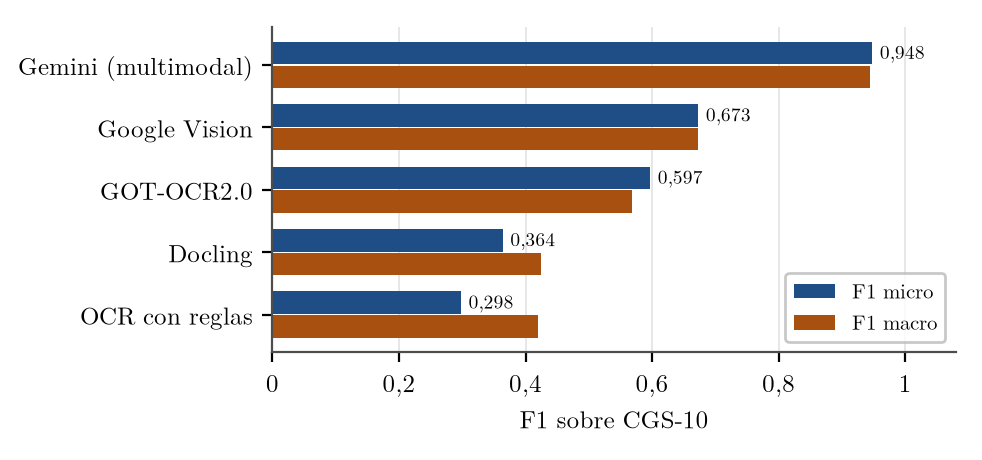 Gemini (multimodal)
0,948
Google Vision
0,673
GOT-OCR2.0
0,597
Docling
0,364
OCR con reglas
0,298
F1 micro
F1 macro
0 0,2 0,4 0,6 0,8 1
F1 sobre CGS-10